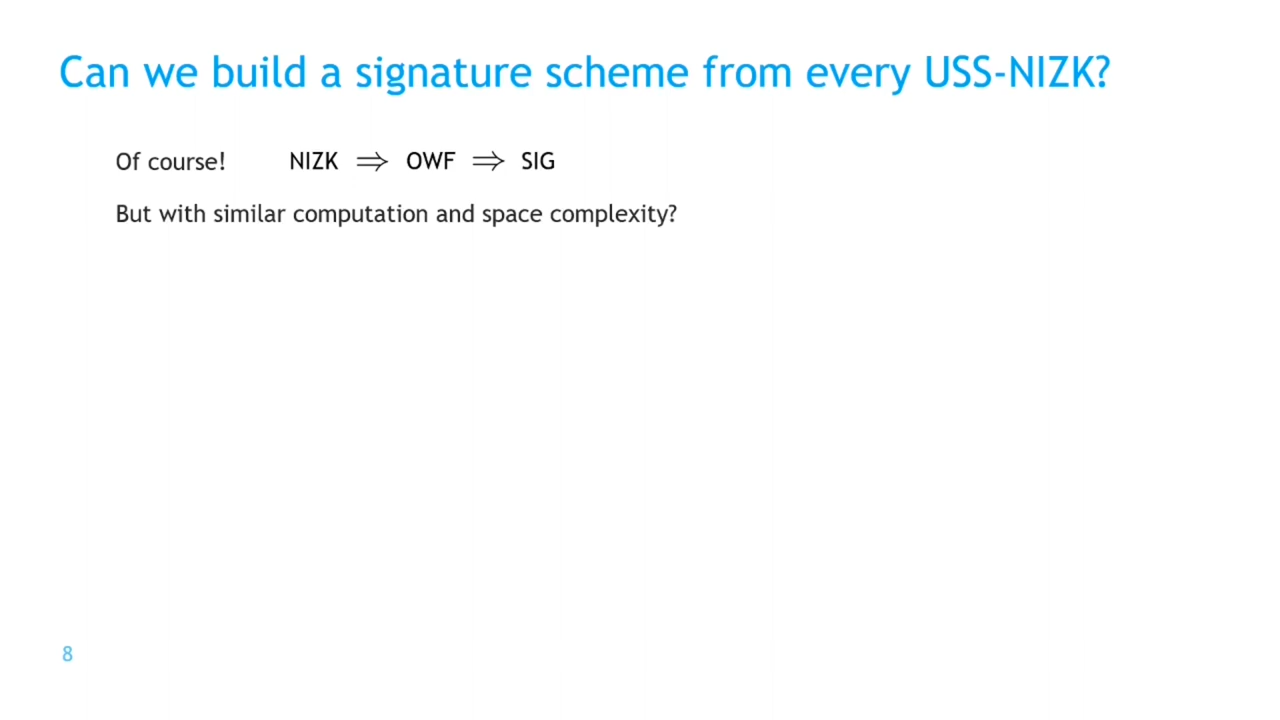 Can we build a signature scheme from every USS-NIZK?
Of course! NIZK ⇒ OWF ⇒ SIG
But with similar computation and space complexity?
8